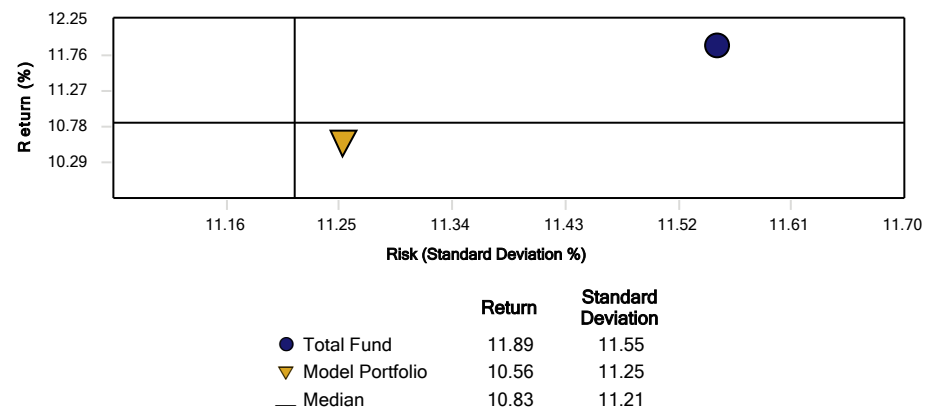 12.25
11.76
11.27
10.78
10.29
Return (%)
11.16 11.25 11.34 11.43 11.52 11.61 11.70
Risk (Standard Deviation %)
Return Standard Deviation
Total Fund 11.89 11.55
Model Portfolio 10.56 11.25
Median 10.83 11.21